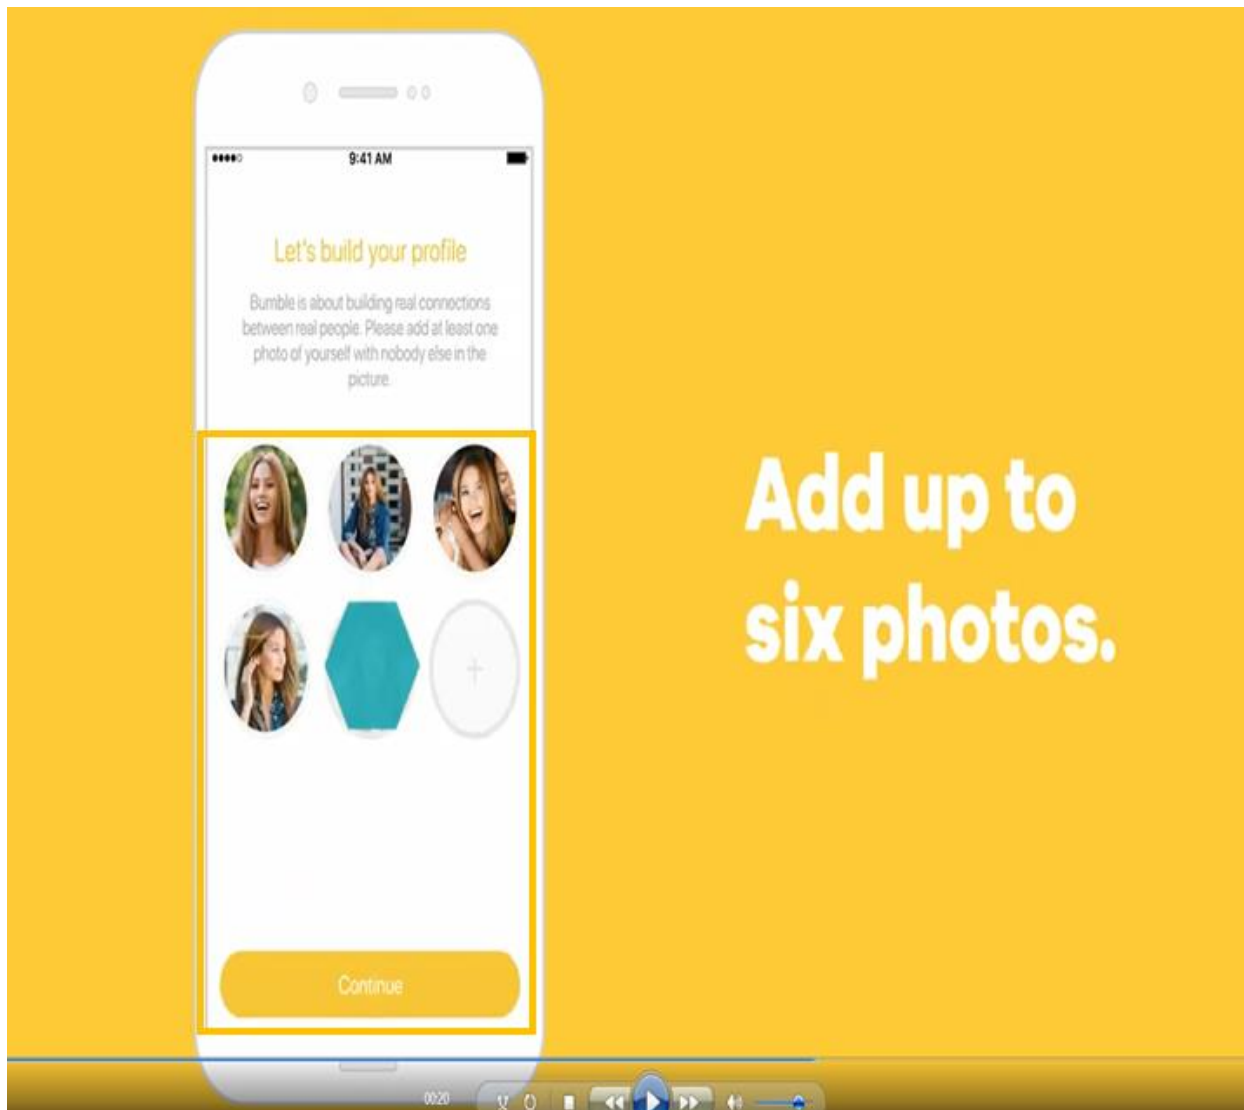 9:41 AM
Let's build your profile
Bumble is about building real connections
between real people. Please add at least one
photo of yourself with nobody else in the
picture.
+
Continue
Add up to
six photos.
00:20